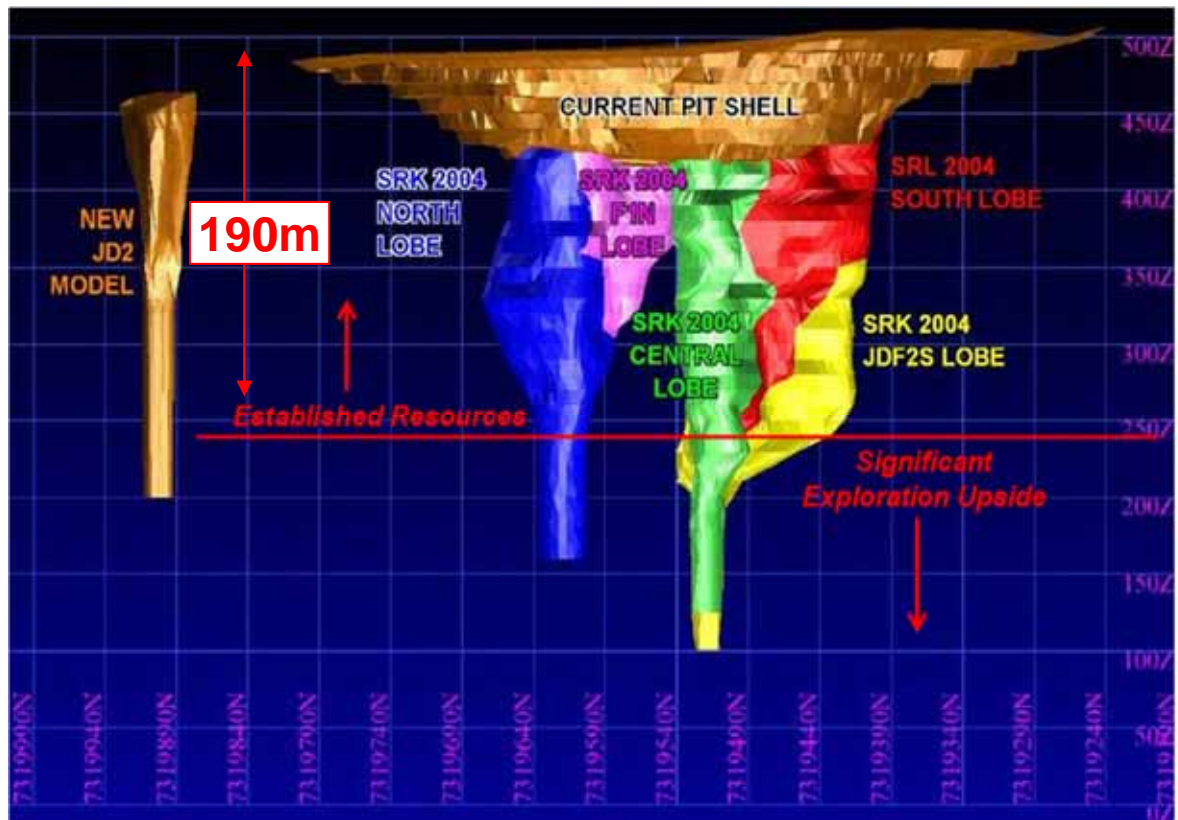 500Z
CURRENT PIT SHELL
450Z
SRK 2004
NORTH
LOBE
SRK 2004
F1N
LOBE
SRL 2004
SOUTH LOBE
400Z
NEW
JD2
MODEL
190m
350Z
SRK 2004
CENTRAL
LOBE
SRK 2004
JDF2S LOBE
300Z
Established Resources
250Z
Significant
Exploration Upside
200Z
150Z
100Z
50Z
0Z
7319990N
7319940N
7319890N
7319840N
7319790N
7319740N
7319690N
7319640N
7319590N
7319540N
7319490N
7319440N
7319390N
7319340N
7319290N
7319240N